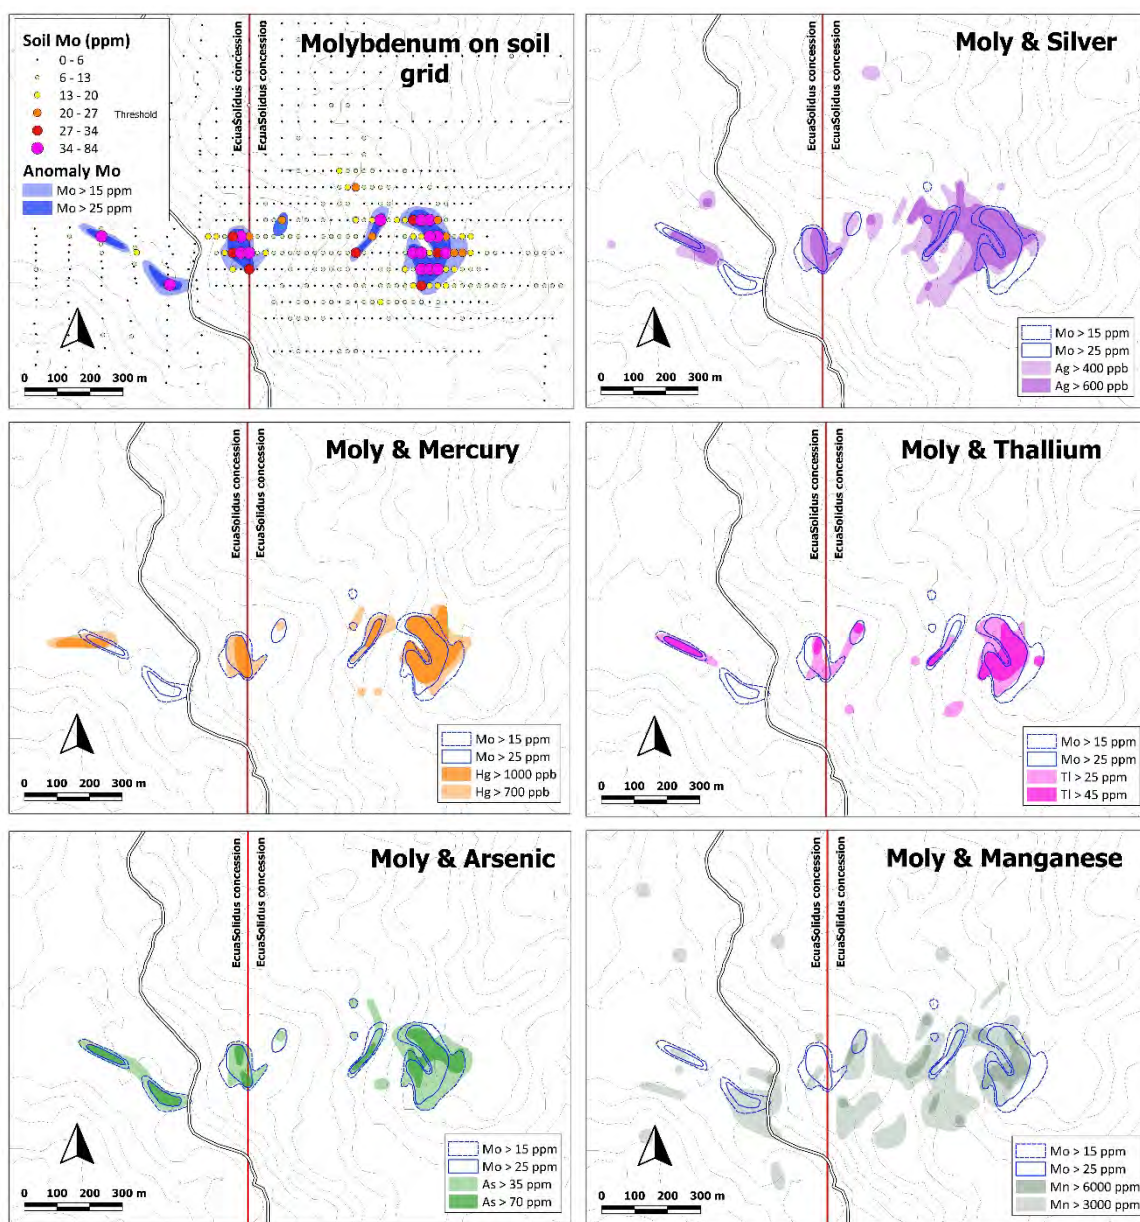 Soil Mo (ppm)
0 - 6
6 - 13
13 - 20
20 - 27 Threshold
27 - 34
34 - 84
Anomaly Mo
Mo > 15 ppm
Mo > 25 ppm
EcuaSolidus concession
EcuaSolidus concession
Molybdenum on soil
grid
0 100 200 300 m
Moly & Silver
EcuaSolidus concession
EcuaSolidus concession
0 100 200 300 m
Mo > 15 ppm
Mo > 25 ppm
Ag > 400 ppb
Ag > 600 ppb
Moly & Mercury
EcuaSolidus concession
EcuaSolidus concession
0 100 200 300 m
Mo > 15 ppm
Mo > 25 ppm
Hg > 1000 ppb
Hg > 700 ppb
Moly & Thallium
EcuaSolidus concession
EcuaSolidus concession
0 100 200 300 m
Mo > 15 ppm
Mo > 25 ppm
Tl > 25 ppm
Tl > 45 ppm
Moly & Arsenic
EcuaSolidus concession
EcuaSolidus concession
0 100 200 300 m
Mo > 15 ppm
Mo > 25 ppm
As > 35 ppm
As > 70 ppm
Moly & Manganese
EcuaSolidus concession
EcuaSolidus concession
0 100 200 300 m
Mo > 15 ppm
Mo > 25 ppm
Mn > 6000 ppm
Mn > 3000 ppm